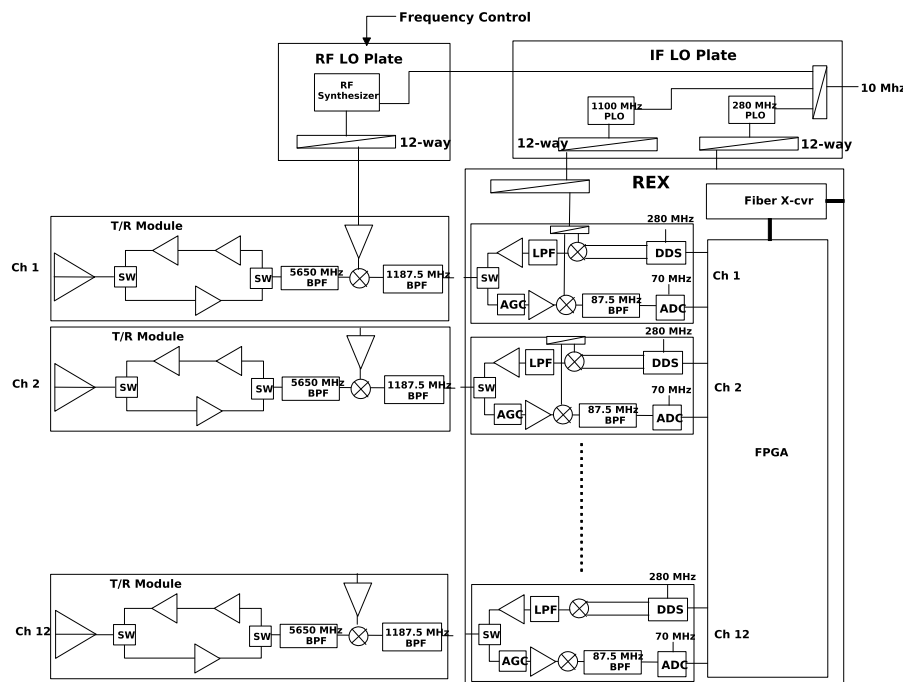 Frequency Control
RF LO Plate
IF LO Plate
RF
Synthesizer
1100 MHz
PLO
280 MHz
PLO
10 Mhz
12-way
12-way
12-way
REX
Fiber X-cvr
T/R Module
Ch 1
SW
SW
5650 MHz
BPF
1187.5 MHz
BPF
SW
LPF
280 MHz
DDS
AGC
87.5 MHz
BPF
70 MHz
ADC
Ch 1
T/R Module
Ch 2
SW
SW
5650 MHz
BPF
1187.5 MHz
BPF
SW
LPF
280 MHz
DDS
AGC
87.5 MHz
BPF
70 MHz
ADC
Ch 2
FPGA
T/R Module
Ch 12
SW
SW
5650 MHz
BPF
1187.5 MHz
BPF
SW
LPF
280 MHz
DDS
AGC
87.5 MHz
BPF
70 MHz
ADC
Ch 12